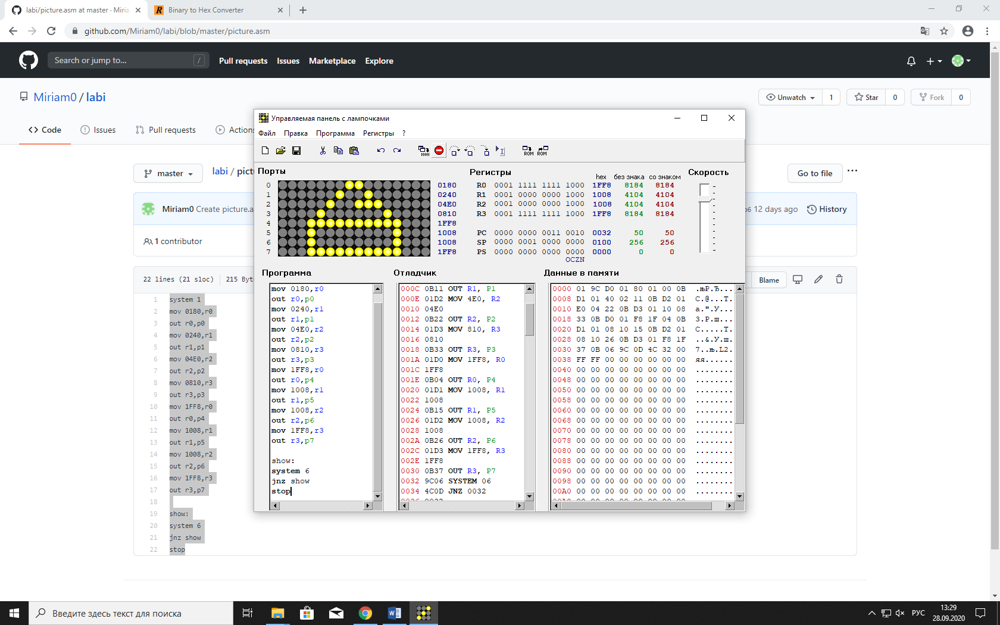 labi/picture.asm at master · Miria
Binary to Hex Converter
github.com/Miriam0/labi/blob/master/picture.asm
Search or jump to...
/
Pull requests Issues Marketplace Explore
Miriam0 / labi
Unwatch 1 Star 0 Fork 0
Code Issues Pull requests Actions
master
labi / pict
Go to file
Miriam0 Create picture.a
12 days ago History
1 contributor
22 lines (21 sloc) 215 Byt
Blame
1 system 1
2 mov 0180,r0
3 out r0,p0
4 mov 0240,r1
5 out r1,p1
6 mov 04E0,r2
7 out r2,p2
8 mov 0810,r3
9 out r3,p3
10 mov 1FF8,r0
11 out r0,p4
12 mov 1008,r1
13 out r1,p5
14 mov 1008,r2
15 out r2,p6
16 mov 1FF8,r3
17 out r3,p7
18
19 show:
20 system 6
21 jnz show
22 stop
Управляемая панель с лампочками
Файл Правка Программа Регистры ?
ROM ROM
Порты
0 0180
1 0240
2 04E0
3 0810
4 1FF8
5 1008
6 1008
7 1FF8
Регистры hex без знака со знаком
R0 0001 1111 1111 1000 1FF8 8184 8184
R1 0001 0000 0000 1000 1008 4104 4104
R2 0001 0000 0000 1000 1008 4104 4104
R3 0001 1111 1111 1000 1FF8 8184 8184
PC 0000 0000 0011 0010 0032 50 50
SP 0000 0001 0000 0000 0100 256 256
PS 0000 0000 0000 0000 0000 0 0
OCZN
Скорость
Программа
mov 0180,r0
out r0,p0
mov 0240,r1
out r1,p1
mov 04E0,r2
out r2,p2
mov 0810,r3
out r3,p3
mov 1FF8,r0
out r0,p4
mov 1008,r1
out r1,p5
mov 1008,r2
out r2,p6
mov 1FF8,r3
out r3,p7
show:
system 6
jnz show
stop
Отладчик
000C 0B11 OUT R1, P1
000E 01D2 MOV 4E0, R2
0010 04E0
0012 0B22 OUT R2, P2
0014 01D3 MOV 810, R3
0016 0810
0018 0B33 OUT R3, P3
001A 01D0 MOV 1FF8, R0
001C 1FF8
001E 0B04 OUT R0, P4
0020 01D1 MOV 1008, R1
0022 1008
0024 0B15 OUT R1, P5
0026 01D2 MOV 1008, R2
0028 1008
002A 0B26 OUT R2, P6
002C 01D3 MOV 1FF8, R3
002E 1FF8
0030 0B37 OUT R3, P7
0032 9C06 SYSTEM 06
0034 4C0D JNZ 0032
Данные в памяти
0000 01 9C D0 01 80 01 00 0B .њР.Ђ...
0008 D1 01 40 02 11 0B D2 01 С.@...Т.
0010 E0 04 22 0B D3 01 10 08 а.".У...
0018 33 0B D0 01 F8 1F 04 0B 3.Р.ш...
0020 D1 01 08 10 15 0B D2 01 С.....Т.
0028 08 10 26 0B D3 01 F8 1F ..&.У.ш.
0030 37 0B 06 9C 0D 4C 32 00 7..њ.L2.
0038 FF FF 00 00 00 00 00 00 яя......
0040 00 00 00 00 00 00 00 00 ........
0048 00 00 00 00 00 00 00 00 ........
0050 00 00 00 00 00 00 00 00 ........
0058 00 00 00 00 00 00 00 00 ........
0060 00 00 00 00 00 00 00 00 ........
0068 00 00 00 00 00 00 00 00 ........
0070 00 00 00 00 00 00 00 00 ........
0078 00 00 00 00 00 00 00 00 ........
0080 00 00 00 00 00 00 00 00 ........
0088 00 00 00 00 00 00 00 00 ........
0090 00 00 00 00 00 00 00 00 ........
0098 00 00 00 00 00 00 00 00 ........
00A0 00 00 00 00 00 00 00 00 ........
Введите здесь текст для поиска
РУС
13:29
28.09.2020